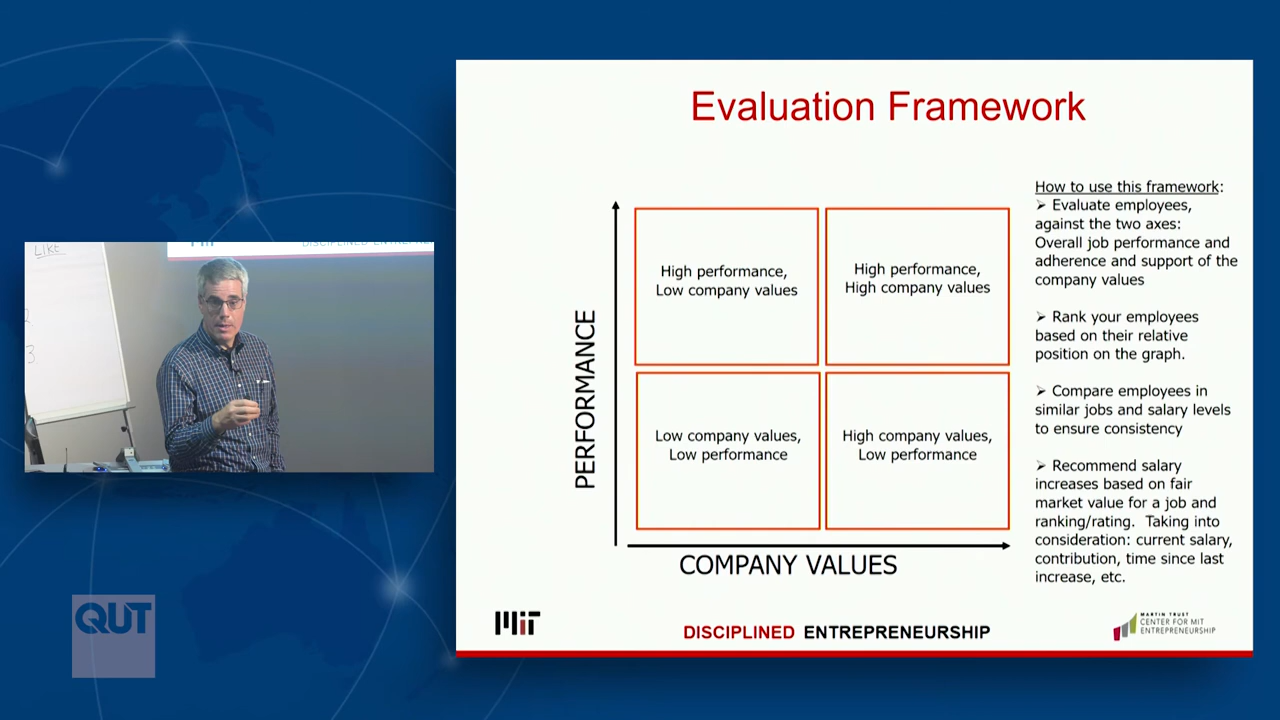 Evaluation Framework
PERFORMANCE
High performance,
Low company values
High performance,
High company values
Low company values,
Low performance
High company values,
Low performance
COMPANY VALUES
How to use this framework:
➢ Evaluate employees,
against the two axes:
Overall job performance and
adherence and support of the
company values
➢ Rank your employees
based on their relative
position on the graph.
➢ Compare employees in
similar jobs and salary levels
to ensure consistency
➢ Recommend salary
increases based on fair
market value for a job and
ranking/rating. Taking into
consideration: current salary,
contribution, time since last
increase, etc.
MIT
DISCIPLINED ENTREPRENEURSHIP
MARTIN TRUST
CENTER FOR MIT
ENTREPRENEURSHIP
LIKE
3
QUT